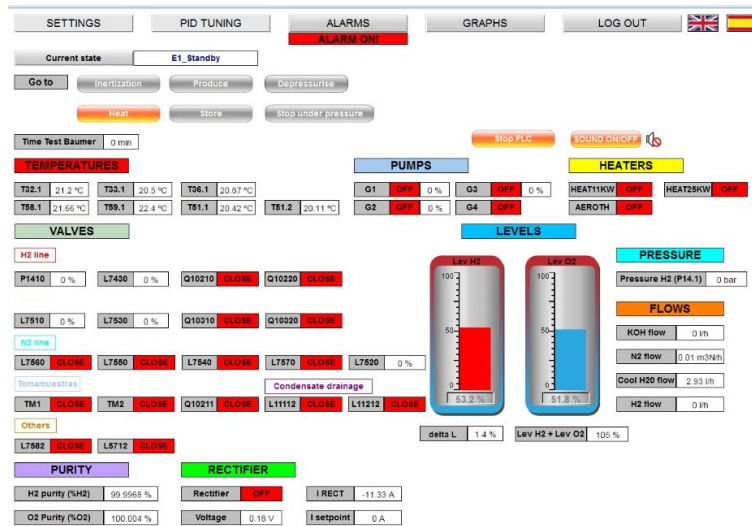 SETTINGS PID TUNING ALARMS GRAPHS LOG OUT
ALARM ON!
Current state E1_Standby
Go to Inertization Produce Depressurise
Heat Store Stop under pressure
Stop PLC SOUND ON/OFF
Time Test Baumer 0 min
TEMPERATURES PUMPS HEATERS
T32.1 21.2 ºC T33.1 20.5 ºC T36.1 20.87 ºC G1 OFF 0 % G3 OFF 0 % HEAT11KW OFF HEAT25KW OFF
T58.1 21.66 ºC T59.1 22.4 ºC T51.1 20.42 ºC T51.2 20.11 ºC G2 OFF 0 % G4 OFF AEROTH OFF
VALVES LEVELS
H2 line Lev H2 Lev O2 PRESSURE
P1410 0 % L7430 0 % Q10210 CLOSE Q10220 CLOSE 100 100 Pressure H2 (P14.1) 0 bar
FLOWS
L7510 0 % L7530 0 % Q10310 CLOSE Q10320 CLOSE 50 50 KOH flow 0 l/h
N2 line
L7560 CLOSE L7550 CLOSE L7540 CLOSE L7570 CLOSE L7520 0 % N2 flow 0.01 m3N/h
Tomamuestras Condensate drainage 0 0 Cool H20 flow 2.93 l/h
TM1 CLOSE TM2 CLOSE Q10211 CLOSE L11112 CLOSE L11212 CLOSE 53.2 % 51.8 % H2 flow 0 l/h
Others
L7582 CLOSE L5712 CLOSE delta L 1.4 % Lev H2 + Lev O2 105 %
PURITY RECTIFIER
H2 purity (%H2) 99.9968 % Rectifier OFF I RECT -11.33 A
O2 Purity (%O2) 100.004 % Voltage 0.18 V I setpoint 0 A